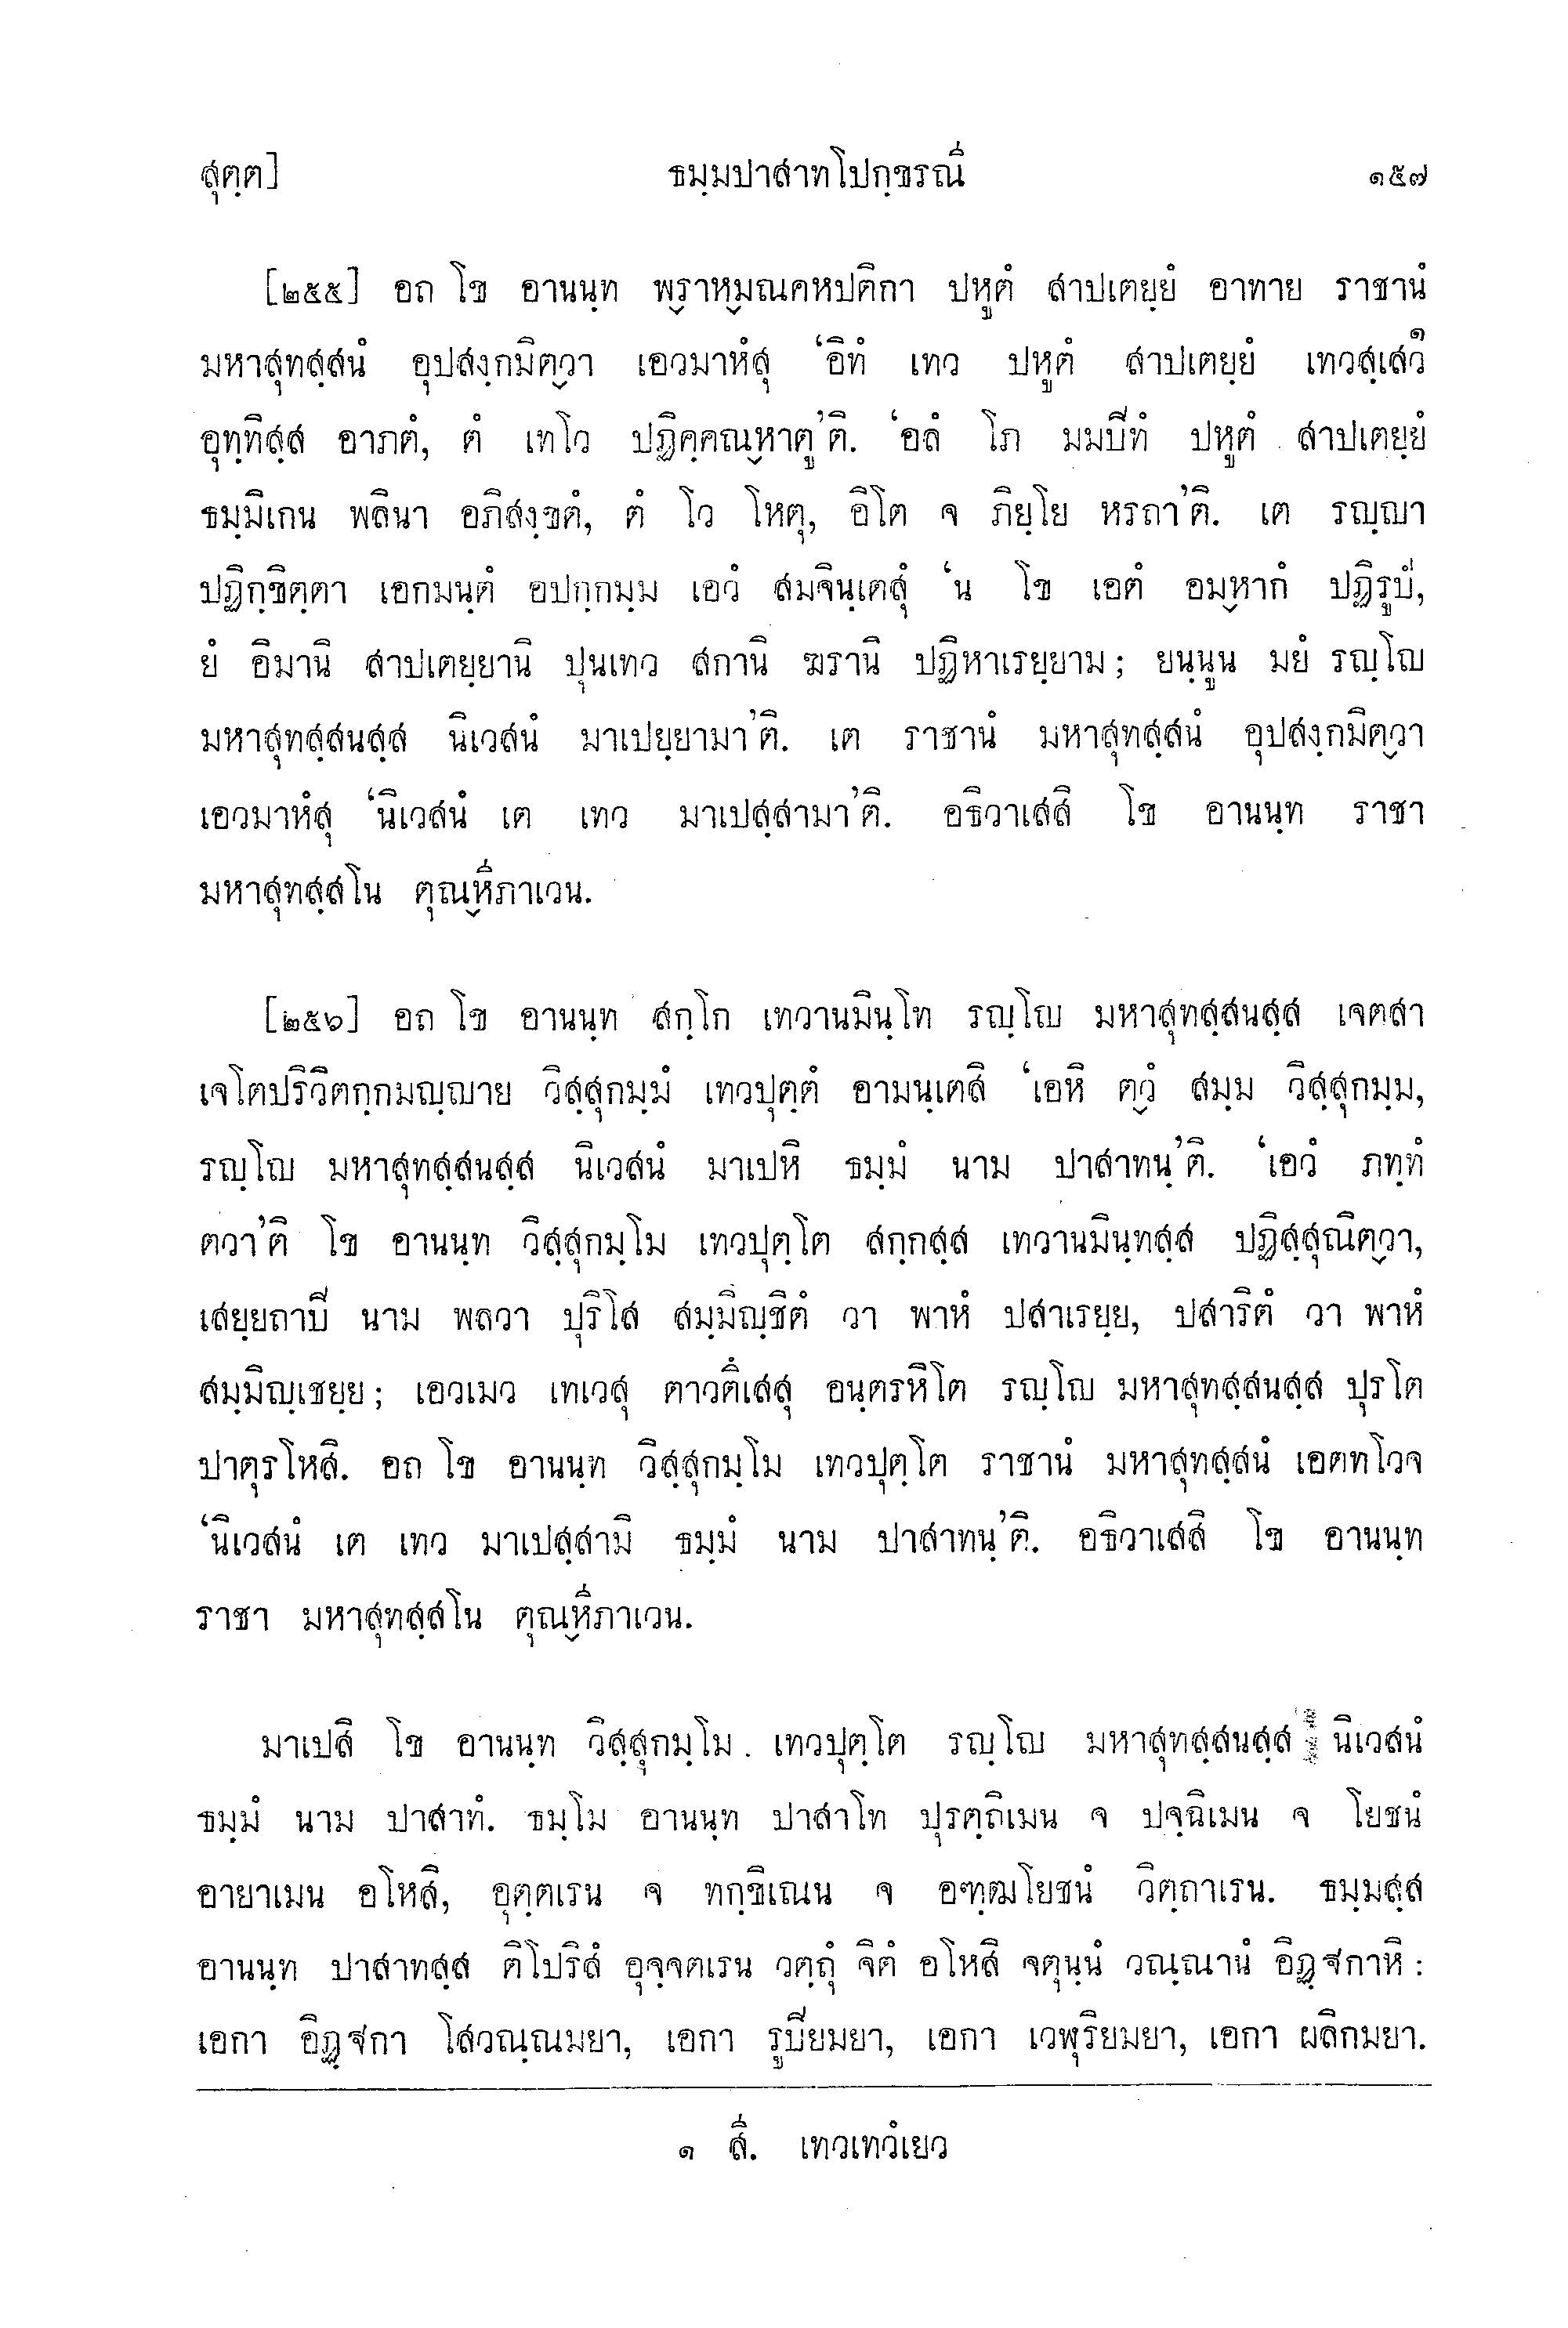 สุตฺต] ธมฺมปาสาทโปกฺขรณี ๑๕๗
[๒๕๕] อถ โข อานนฺท พฺราหฺมณคหปติกา ปหูตํ สาปเตยฺยํ อาทาย ราชานํ
มหาสุทสฺสนํ อุปสงฺกมิตฺวา เอวมาหํสุ ‘อิทํ เทว ปหูตํ สาปเตยฺยํ เทวสฺเสว๑
อุทฺทิสฺส อาภตํ, ตํ เทโว ปฏิคฺคณฺหาตู’ติ. ‘อลํ โภ มมปีทํ ปหูตํ สาปเตยฺยํ
ธมฺมิเกน พลินา อภิสงฺขตํ, ตํ โว โหตุ, อิโต จ ภิยฺโย หรถา’ติ. เต รญฺญา
ปฏิกฺขิตฺตา เอกมนฺตํ อปกฺกมฺม เอวํ สมจินฺเตสุํ ‘น โข เอตํ อมฺหากํ ปฏิรูปํ,
ยํ อิมานิ สาปเตยฺยานิ ปุนเทว สกานิ ฆรานิ ปฏิหาเรยฺยาม; ยนฺนูน มยํ รญฺโญ
มหาสุทสฺสนสฺส นิเวสนํ มาเปยฺยามา’ติ. เต ราชานํ มหาสุทสฺสนํ อุปสงฺกมิตฺวา
เอวมาหํสุ ‘นิเวสนํ เต เทว มาเปสฺสามา’ติ. อธิวาเสสิ โข อานนฺท ราชา
มหาสุทสฺสโน ตุณฺหีภาเวน.
[๒๕๖] อถ โข อานนฺท สกฺโก เทวานมินฺโท รญฺโญ มหาสุทสฺสนสฺส เจตสา
เจโตปริวิตกฺกมญฺญาย วิสฺสุกมฺมํ เทวปุตฺตํ อามนฺเตสิ ‘เอหิ ตฺวํ สมฺม วิสฺสุกมฺม,
รญฺโญ มหาสุทสฺสนสฺส นิเวสนํ มาเปหิ ธมฺมํ นาม ปาสาทนฺ’ติ. ‘เอวํ ภทฺทํ
ตวา’ติ โข อานนฺท วิสฺสุกมฺโม เทวปุตฺโต สกฺกสฺส เทวานมินฺทสฺส ปฏิสฺสุณิตฺวา,
เสยฺยถาปิ นาม พลวา ปุริโส สมฺมิญฺชิตํ วา พาหํ ปสาเรยฺย, ปสาริตํ วา พาหํ
สมฺมิญฺเชยฺย; เอวเมว เทเวสุ ตาวตึเสสุ อนฺตรหิโต รญฺโญ มหาสุทสฺสนสฺส ปุรโต
ปาตุรโหสิ. อถ โข อานนฺท วิสฺสุกมฺโม เทวปุตฺโต ราชานํ มหาสุทสฺสนํ เอตทโวจ
‘นิเวสนํ เต เทว มาเปสฺสามิ ธมฺมํ นาม ปาสาทนฺ’ติ. อธิวาเสสิ โข อานนฺท
ราชา มหาสุทสฺสโน ตุณฺหีภาเวน.
มาเปสิ โข อานนฺท วิสฺสุกมฺโม เทวปุตฺโต รญฺโญ มหาสุทสฺสนสฺส นิเวสนํ
ธมฺมํ นาม ปาสาทํ. ธมฺโม อานนฺท ปาสาโท ปุรตฺถิเมน จ ปจฺฉิเมน จ โยชนํ
อายาเมน อโหสิ, อุตฺตเรน จ ทกฺขิเณน จ อฑฺฒโยชนํ วิตฺถาเรน. ธมฺมสฺส
อานนฺท ปาสาทสฺส ติโปริสํ อุจฺจตเรน วตฺถุํ จิตํ อโหสิ จตุนฺนํ วณฺณานํ อิฏฺฐกาหิ:
เอกา อิฏฺฐกา โสวณฺณมยา, เอกา รูปิยมยา, เอกา เวฬุริยมยา, เอกา ผลิกมยา.
๑ สี. เทวเทวํเยว